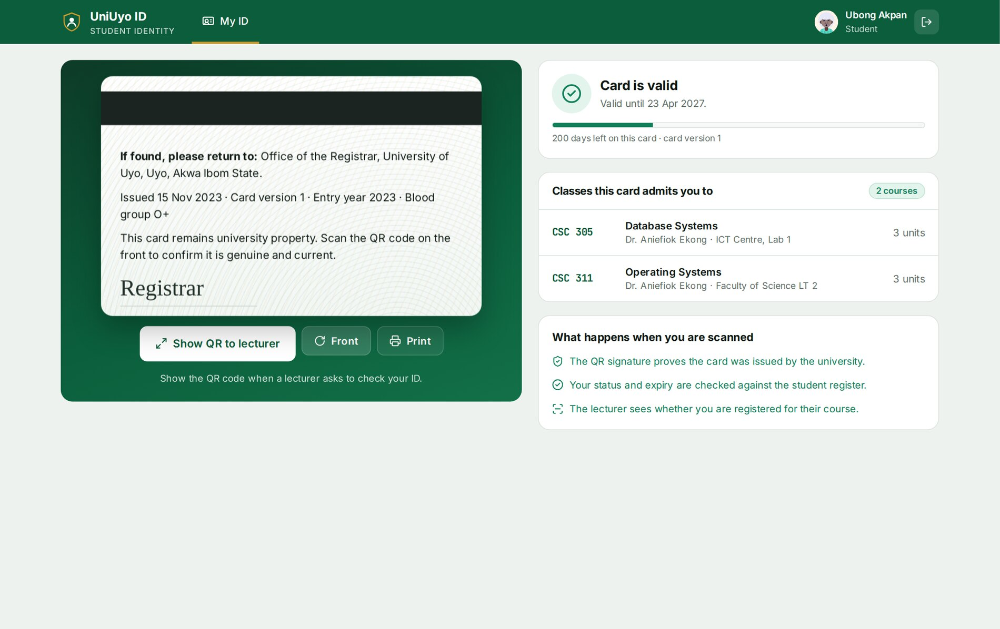 UniUyo ID
STUDENT IDENTITY
My ID
Ubong Akpan
Student
If found, please return to: Office of the Registrar, University of
Uyo, Uyo, Akwa Ibom State.
Issued 15 Nov 2023 · Card version 1 · Entry year 2023 · Blood
group O+
This card remains university property. Scan the QR code on the
front to confirm it is genuine and current.
Registrar
Show QR to lecturer
Front
Print
Show the QR code when a lecturer asks to check your ID.
Card is valid
Valid until 23 Apr 2027.
200 days left on this card · card version 1
Classes this card admits you to
2 courses
CSC 305
Database Systems
Dr. Aniefiok Ekong · ICT Centre, Lab 1
3 units
CSC 311
Operating Systems
Dr. Aniefiok Ekong · Faculty of Science LT 2
3 units
What happens when you are scanned
The QR signature proves the card was issued by the university.
Your status and expiry are checked against the student register.
The lecturer sees whether you are registered for their course.